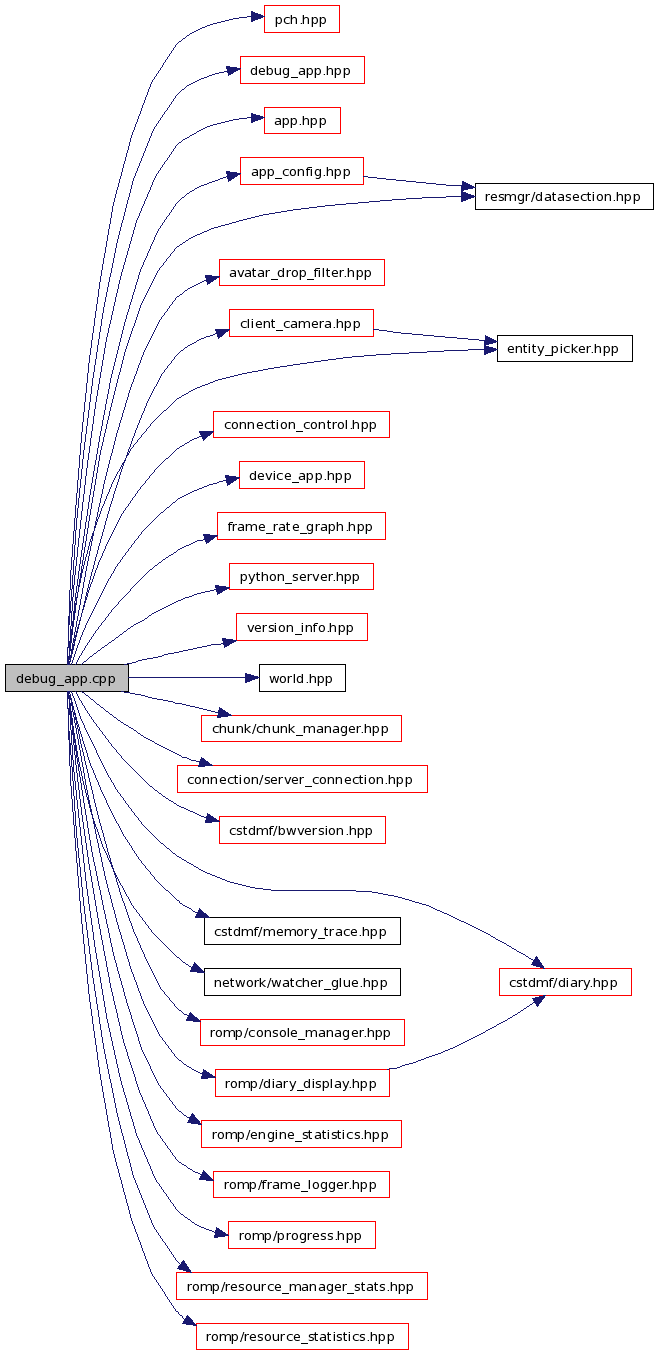 pch.hpp
debug_app.hpp
app.hpp
app_config.hpp
resmgr/datasection.hpp
avatar_drop_filter.hpp
client_camera.hpp
entity_picker.hpp
connection_control.hpp
device_app.hpp
frame_rate_graph.hpp
python_server.hpp
version_info.hpp
debug_app.cpp
world.hpp
chunk/chunk_manager.hpp
connection/server_connection.hpp
cstdmf/bwversion.hpp
cstdmf/memory_trace.hpp
network/watcher_glue.hpp
cstdmf/diary.hpp
romp/console_manager.hpp
romp/diary_display.hpp
romp/engine_statistics.hpp
romp/frame_logger.hpp
romp/progress.hpp
romp/resource_manager_stats.hpp
romp/resource_statistics.hpp